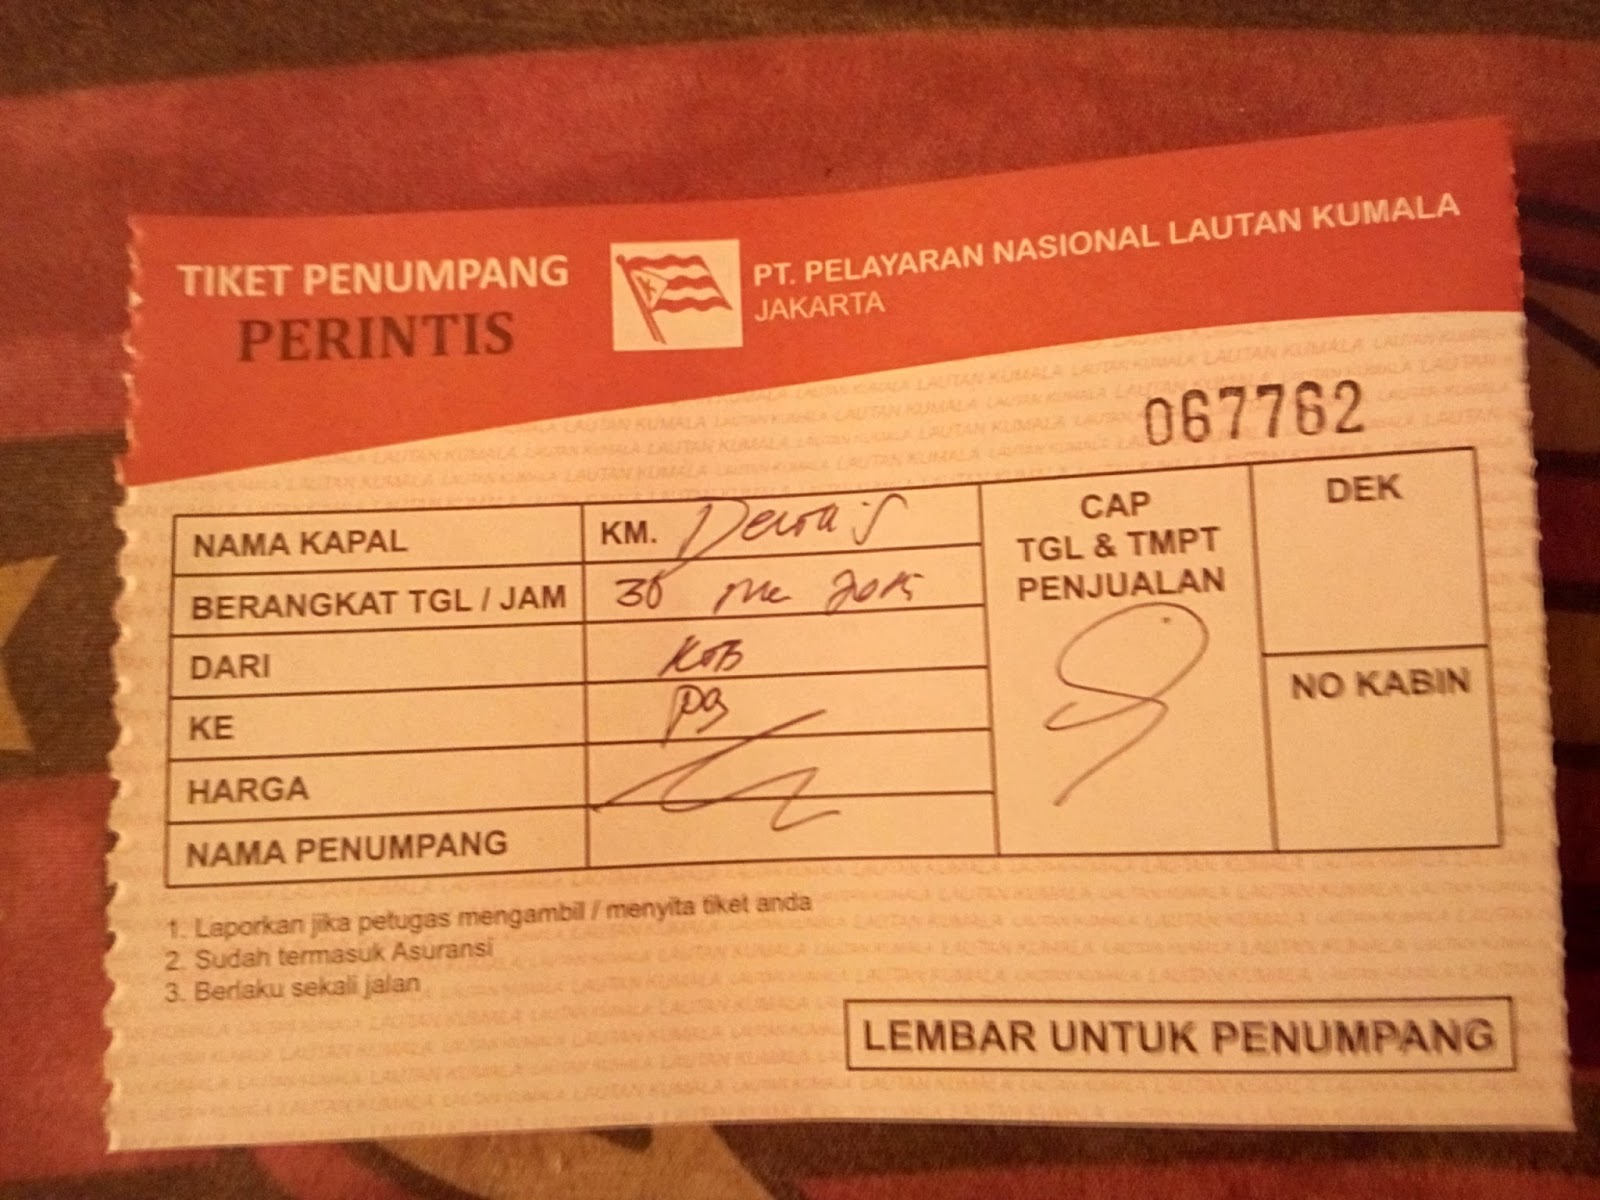 TIKET PENUMPANG
PERINTIS
PT. PELAYARAN NASIONAL LAUTAN KUMALA
JAKARTA
067762
NAMA KAPAL KM.
BERANGKAT TGL / JAM 30
DARI
KE
HARGA
NAMA PENUMPANG
CAP
TGL & TMPT
PENJUALAN
DEK
NO KABIN
1. Laporkan jika petugas mengambil / menyita tiket anda
2. Sudah termasuk Asuransi
3. Berlaku sekali jalan
LEMBAR UNTUK PENUMPANG